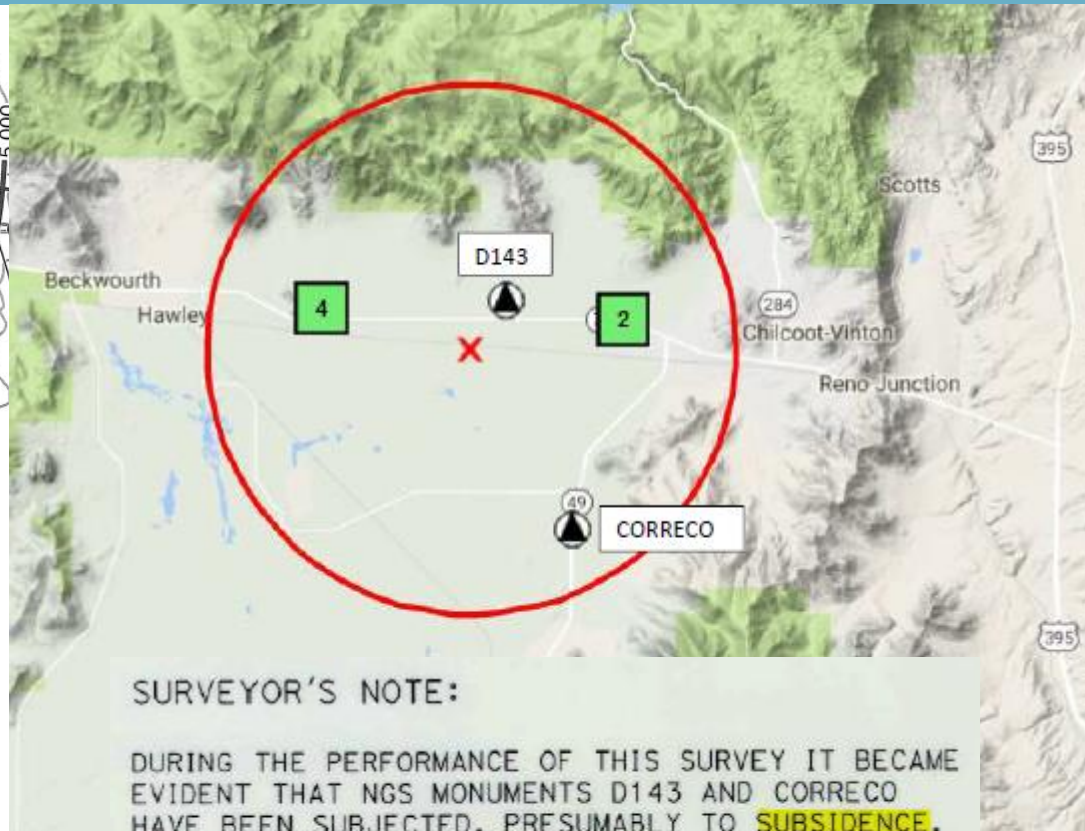 5,000
395
Scotts
D143
Beckwourth
Hawley
4
2
284
Chilcoot-Vinton
Reno Junction
49
CORRECO
395
SURVEYOR'S NOTE:
DURING THE PERFORMANCE OF THIS SURVEY IT BECAME
EVIDENT THAT NGS MONUMENTS D143 AND CORRECO
HAVE BEEN SUBJECTED, PRESUMABLY TO SUBSIDENCE.